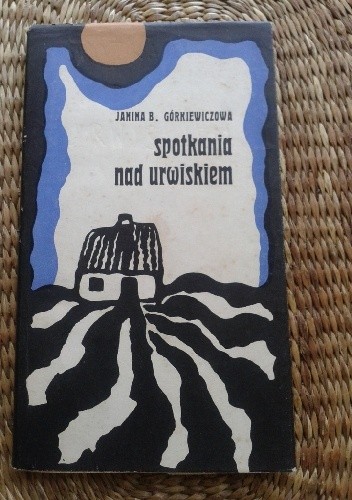 JANINA B. GÓRKIEWICZOWA
spotkania
nad urwiskiem